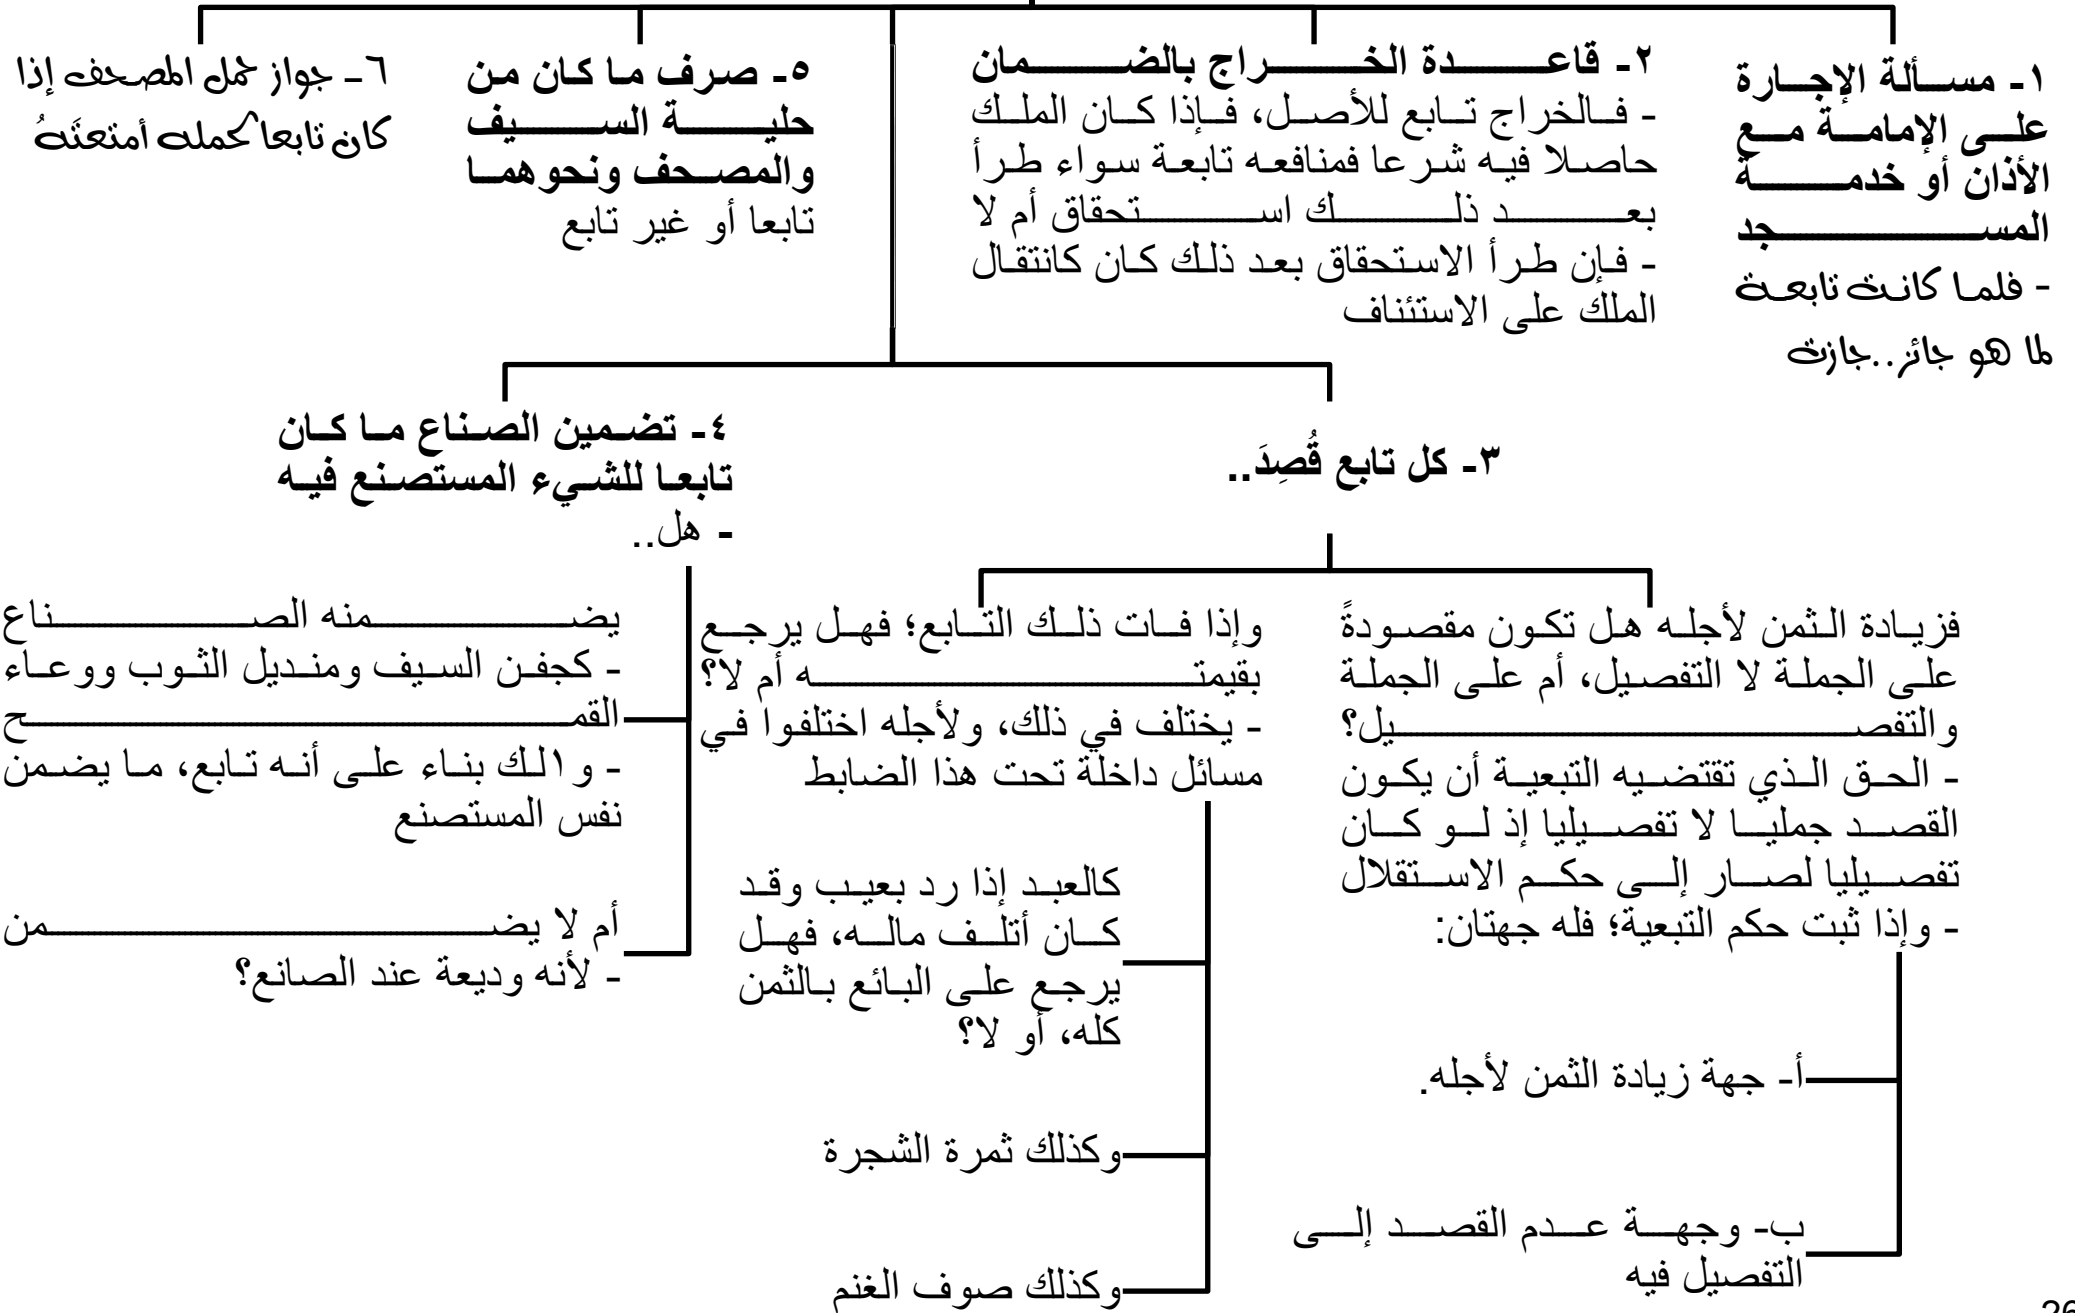 ١- مسألة الإجارة
على الإمامة مع
الأذان أو خدمة
المسجد
- فلما كانت تابعة
لما هو جائز..جازت
٢- قاعدة الخراج بالضمان
- فالخراج تابع للأصل، فإذا كان الملك
حاصلا فيه شرعا فمنافعه تابعة سواء طرأ
بعد ذلك استحقاق أم لا
- فإن طرأ الاستحقاق بعد ذلك كان كانتقال
الملك على الاستئناف
٥- صرف ما كان من
حلية السيف
والمصحف ونحوهما
تابعا أو غير تابع
٦- جواز حمل المصحف إذا
كان تابعا لحمله أمتعتَهُ
٣- كل تابع قُصِدَ..
فزيادة الثمن لأجله هل تكون مقصودةً
على الجملة لا التفصيل، أم على الجملة
والتفصيل؟
- الحق الذي تقتضيه التبعية أن يكون
القصد جمليا لا تفصيليا إذ لو كان
تفصيليا لصار إلى حكم الاستقلال
- وإذا ثبت حكم التبعية؛ فله جهتان:
أ- جهة زيادة الثمن لأجله.
ب- وجهة عدم القصد إلى
التفصيل فيه
وإذا فات ذلك التابع؛ فهل يرجع
بقيمته أم لا؟
- يختلف في ذلك، ولأجله اختلفوا في
مسائل داخلة تحت هذا الضابط
كالعبد إذا رد بعيب وقد
كان أتلف ماله، فهل
يرجع على البائع بالثمن
كله، أو لا؟
وكذلك ثمرة الشجرة
وكذلك صوف الغنم
٤- تضمين الصناع ما كان
تابعا للشيء المستصنع فيه
- هل..
يضمنه الصناع
- كجفن السيف ومنديل الثوب ووعاء
القمح
- و١لك بناء على أنه تابع، ما يضمن
نفس المستصنع
أم لا يضمن
- لأنه وديعة عند الصانع؟